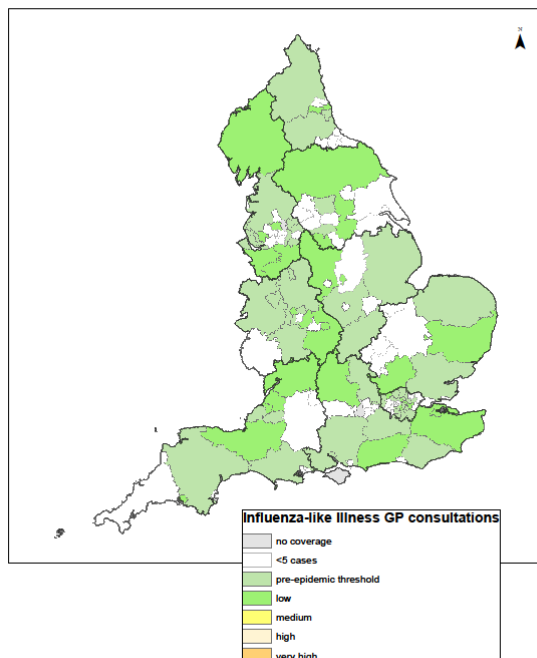 N
Influenza-like Illness GP consultations
no coverage
<5 cases
pre-epidemic threshold
low
medium
high
very high